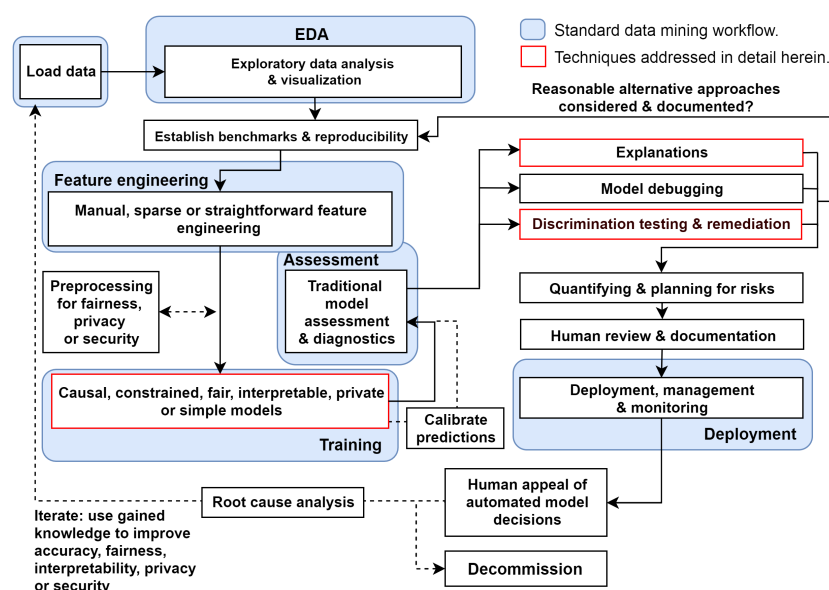 EDA
Standard data mining workflow.
Load data
Exploratory data analysis
& visualization
Techniques addressed in detail herein.
Reasonable alternative approaches
considered & documented?
Establish benchmarks & reproducibility
Explanations
Feature engineering
Model debugging
Manual, sparse or straightforward feature
engineering
Discrimination testing & remediation
Assessment
Preprocessing
for fairness,
privacy
or security
Traditional
model
assessment
& diagnostics
Quantifying & planning for risks
Human review & documentation
Causal, constrained, fair, interpretable, private
or simple models
Deployment, management
& monitoring
Training
Calibrate
predictions
Deployment
Root cause analysis
Human appeal of
automated model
decisions
Iterate: use gained
knowledge to improve
accuracy, fairness,
interpretability, privacy
or security
Decommission